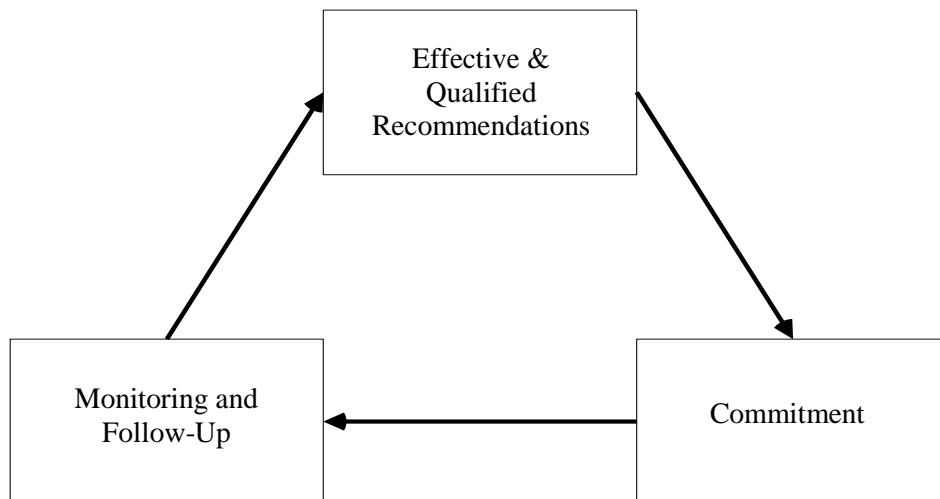 Effective &
Qualified
Recommendations
Monitoring and
Follow-Up
Commitment